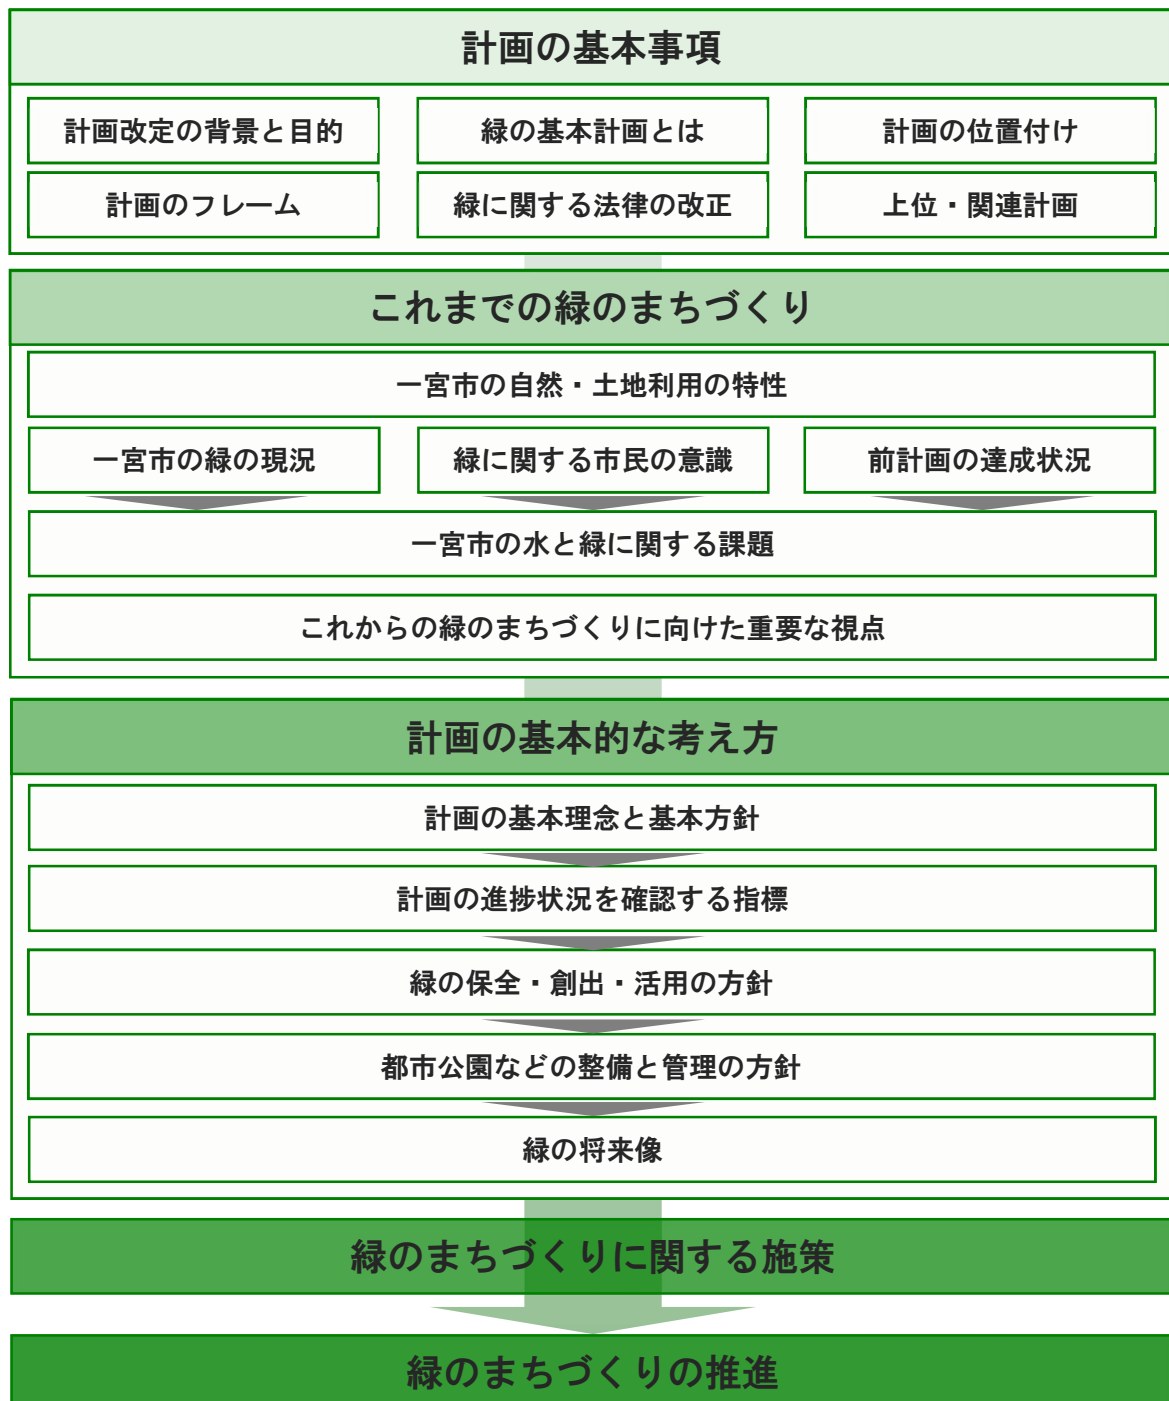 計画の基本事項
計画改定の背景と目的
緑の基本計画とは
計画の位置付け
計画のフレーム
緑に関する法律の改正
上位・関連計画
これまでの緑のまちづくり
一宮市の自然・土地利用の特性
一宮市の緑の現況
緑に関する市民の意識
前計画の達成状況
一宮市の水と緑に関する課題
これからの緑のまちづくりに向けた重要な視点
計画の基本的な考え方
計画の基本理念と基本方針
計画の進捗状況を確認する指標
緑の保全・創出・活用の方針
都市公園などの整備と管理の方針
緑の将来像
緑のまちづくりに関する施策
緑のまちづくりの推進